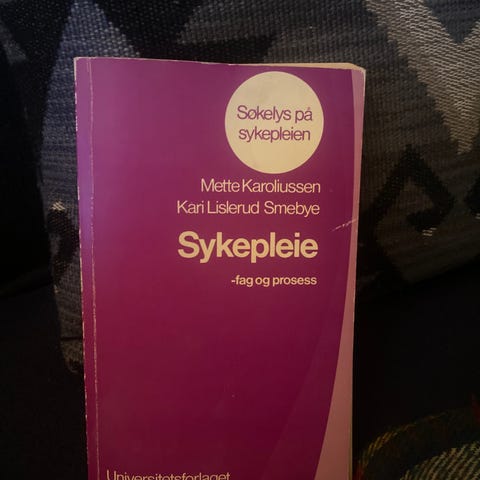 Søkelys på
sykepleien
Mette Karoliussen
Kari Lislerud Smebye
Sykepleie
-fag og prosess
Universitetsforlaget